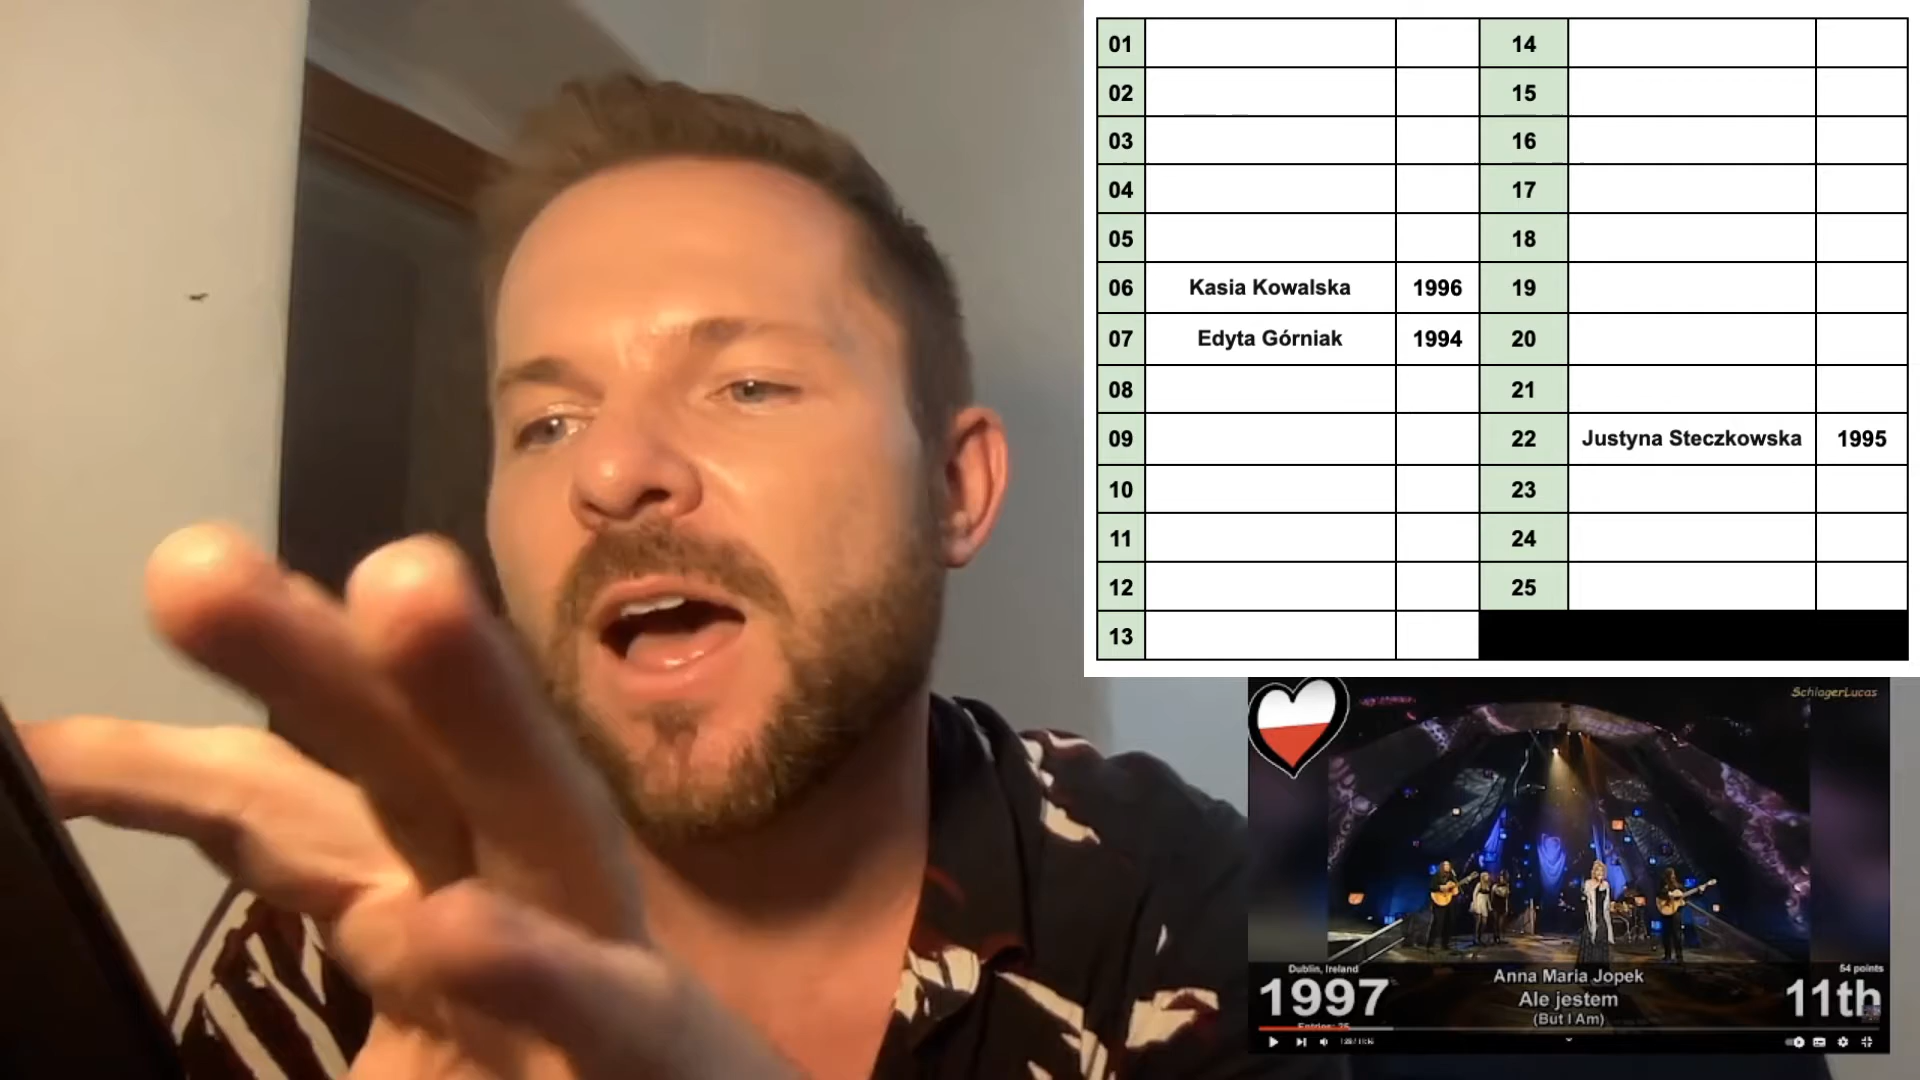 01 14
02 15
03 16
04 17
05 18
06 Kasia Kowalska 1996 19
07 Edyta Górniak 1994 20
08 21
09 22 Justyna Steczkowska 1995
10 23
11 24
12 25
13
SchlagerLucas
Dublin, Ireland
1997
Anna Maria Jopek
Ale jestem
(But I Am)
54 points
11th